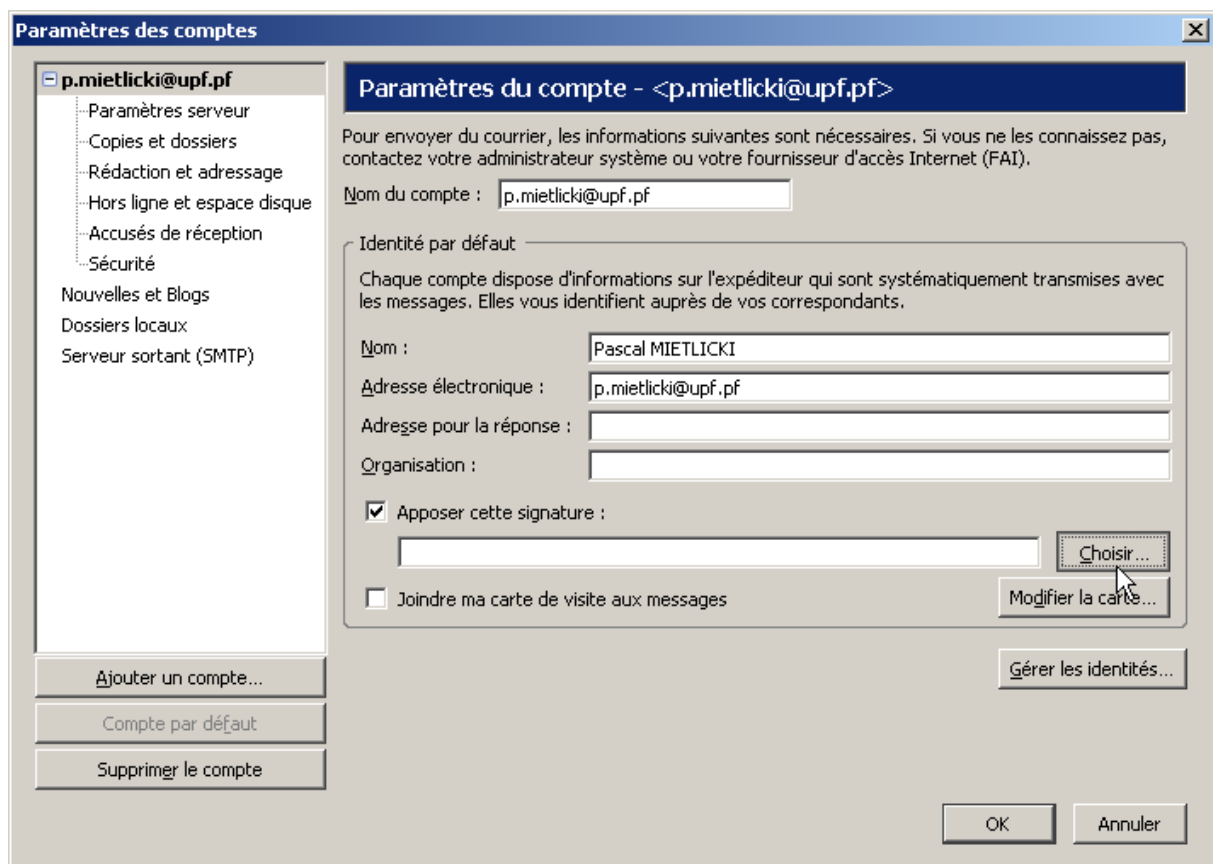 Paramètres des comptes
p.mietlicki@upf.pf
Paramètres serveur
Copies et dossiers
Rédaction et adressage
Hors ligne et espace disque
Accusés de réception
Sécurité
Nouvelles et Blogs
Dossiers locaux
Serveur sortant (SMTP)
Ajouter un compte...
Compte par défaut
Supprimer le compte
Paramètres du compte - <p.mietlicki@upf.pf>
Pour envoyer du courrier, les informations suivantes sont nécessaires. Si vous ne les connaissez pas,
contactez votre administrateur système ou votre fournisseur d'accès Internet (FAI).
Nom du compte : p.mietlicki@upf.pf
Identité par défaut
Chaque compte dispose d'informations sur l'expéditeur qui sont systématiquement transmises avec
les messages. Elles vous identifient auprès de vos correspondants.
Nom : Pascal MIETLICKI
Adresse électronique : p.mietlicki@upf.pf
Adresse pour la réponse :
Organisation :
Apposer cette signature :
Choisir...
Joindre ma carte de visite aux messages
Modifier la carte...
Gérer les identités...
OK Annuler